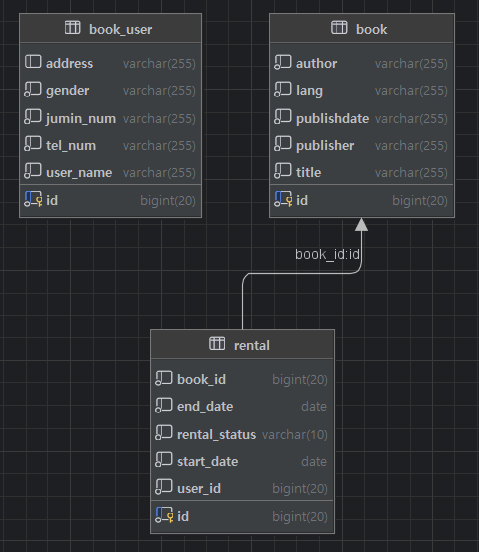 book_user
address varchar(255)
gender varchar(255)
jumin_num varchar(255)
tel_num varchar(255)
user_name varchar(255)
id bigint(20)
book
author varchar(255)
lang varchar(255)
publishdate varchar(255)
publisher varchar(255)
title varchar(255)
id bigint(20)
book_id:id
rental
book_id bigint(20)
end_date date
rental_status varchar(10)
start_date date
user_id bigint(20)
id bigint(20)